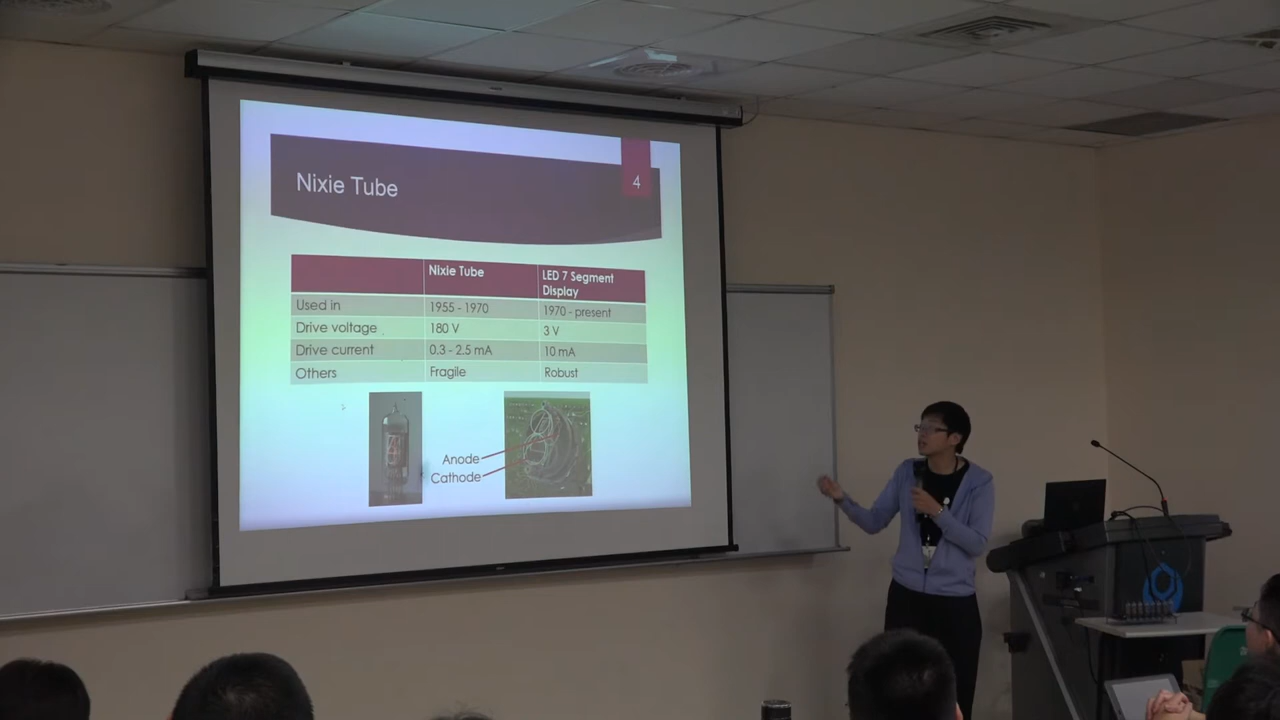 4
Nixie Tube
Nixie Tube LED 7 Segment
Display
Used in 1955 - 1970 1970 - present
Drive voltage 180 V 3 V
Drive current 0.3 - 2.5 mA 10 mA
Others Fragile Robust
Anode
Cathode